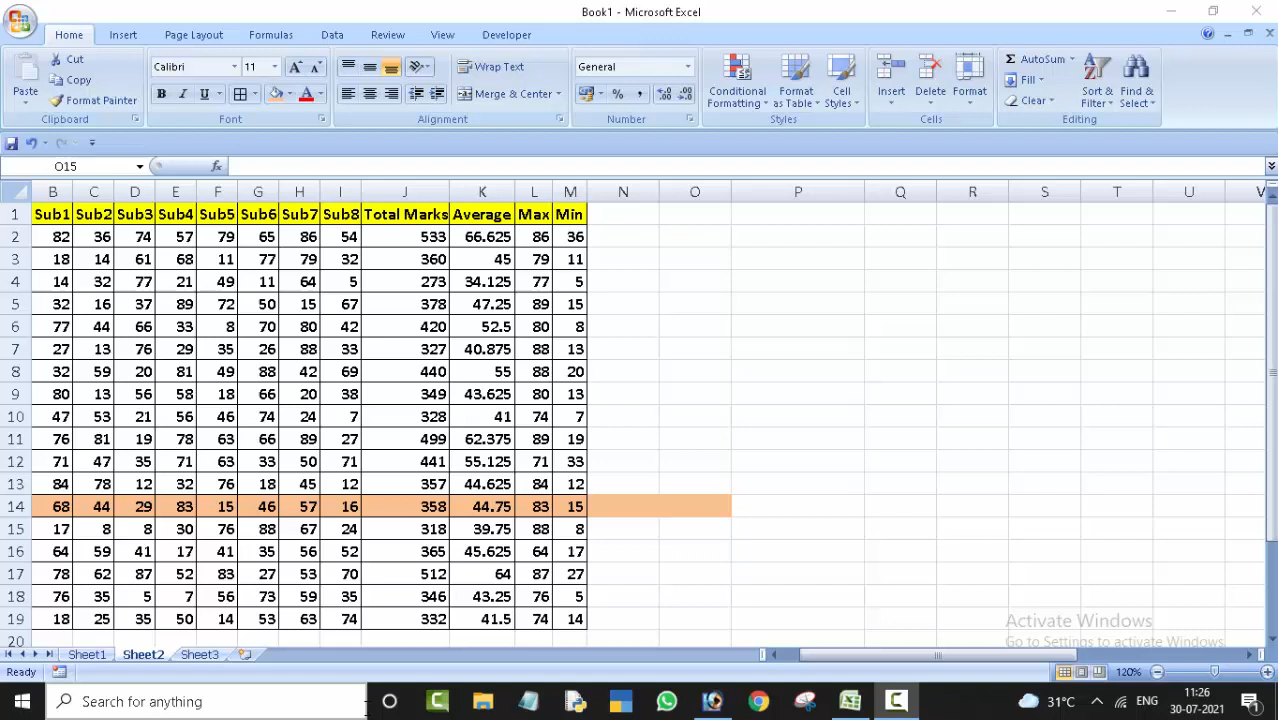 Book1 - Microsoft Excel
Home Insert Page Layout Formulas Data Review View Developer
Paste Cut Copy Format Painter Clipboard
Calibri 11 A A B I U A Font
Wrap Text Merge & Center Alignment
General % , Number
Conditional Formatting Format as Table Cell Styles Styles
Insert Delete Format Cells
Σ AutoSum Fill Clear Sort & Filter Find & Select Editing
O15 fx
B C D E F G H I J K L M N O P Q R S T U V
1 Sub1 Sub2 Sub3 Sub4 Sub5 Sub6 Sub7 Sub8 Total Marks Average Max Min
2 82 36 74 57 79 65 86 54 533 66.625 86 36
3 18 14 61 68 11 77 79 32 360 45 79 11
4 14 32 77 21 49 11 64 5 273 34.125 77 5
5 32 16 37 89 72 50 15 67 378 47.25 89 15
6 77 44 66 33 8 70 80 42 420 52.5 80 8
7 27 13 76 29 35 26 88 33 327 40.875 88 13
8 32 59 20 81 49 88 42 69 440 55 88 20
9 80 13 56 58 18 66 20 38 349 43.625 80 13
10 47 53 21 56 46 74 24 7 328 41 74 7
11 76 81 19 78 63 66 89 27 499 62.375 89 19
12 71 47 35 71 63 33 50 71 441 55.125 71 33
13 84 78 12 32 76 18 45 12 357 44.625 84 12
14 68 44 29 83 15 46 57 16 358 44.75 83 15
15 17 8 8 30 76 88 67 24 318 39.75 88 8
16 64 59 41 17 41 35 56 52 365 45.625 64 17
17 78 62 87 52 83 27 53 70 512 64 87 27
18 76 35 5 7 56 73 59 35 346 43.25 76 5
19 18 25 35 50 14 53 63 74 332 41.5 74 14
20
Activate Windows
Go to Settings to activate Windows.
Sheet1 Sheet2 Sheet3
Ready 120%
Search for anything 31°C ENG 11:26
30-07-2021